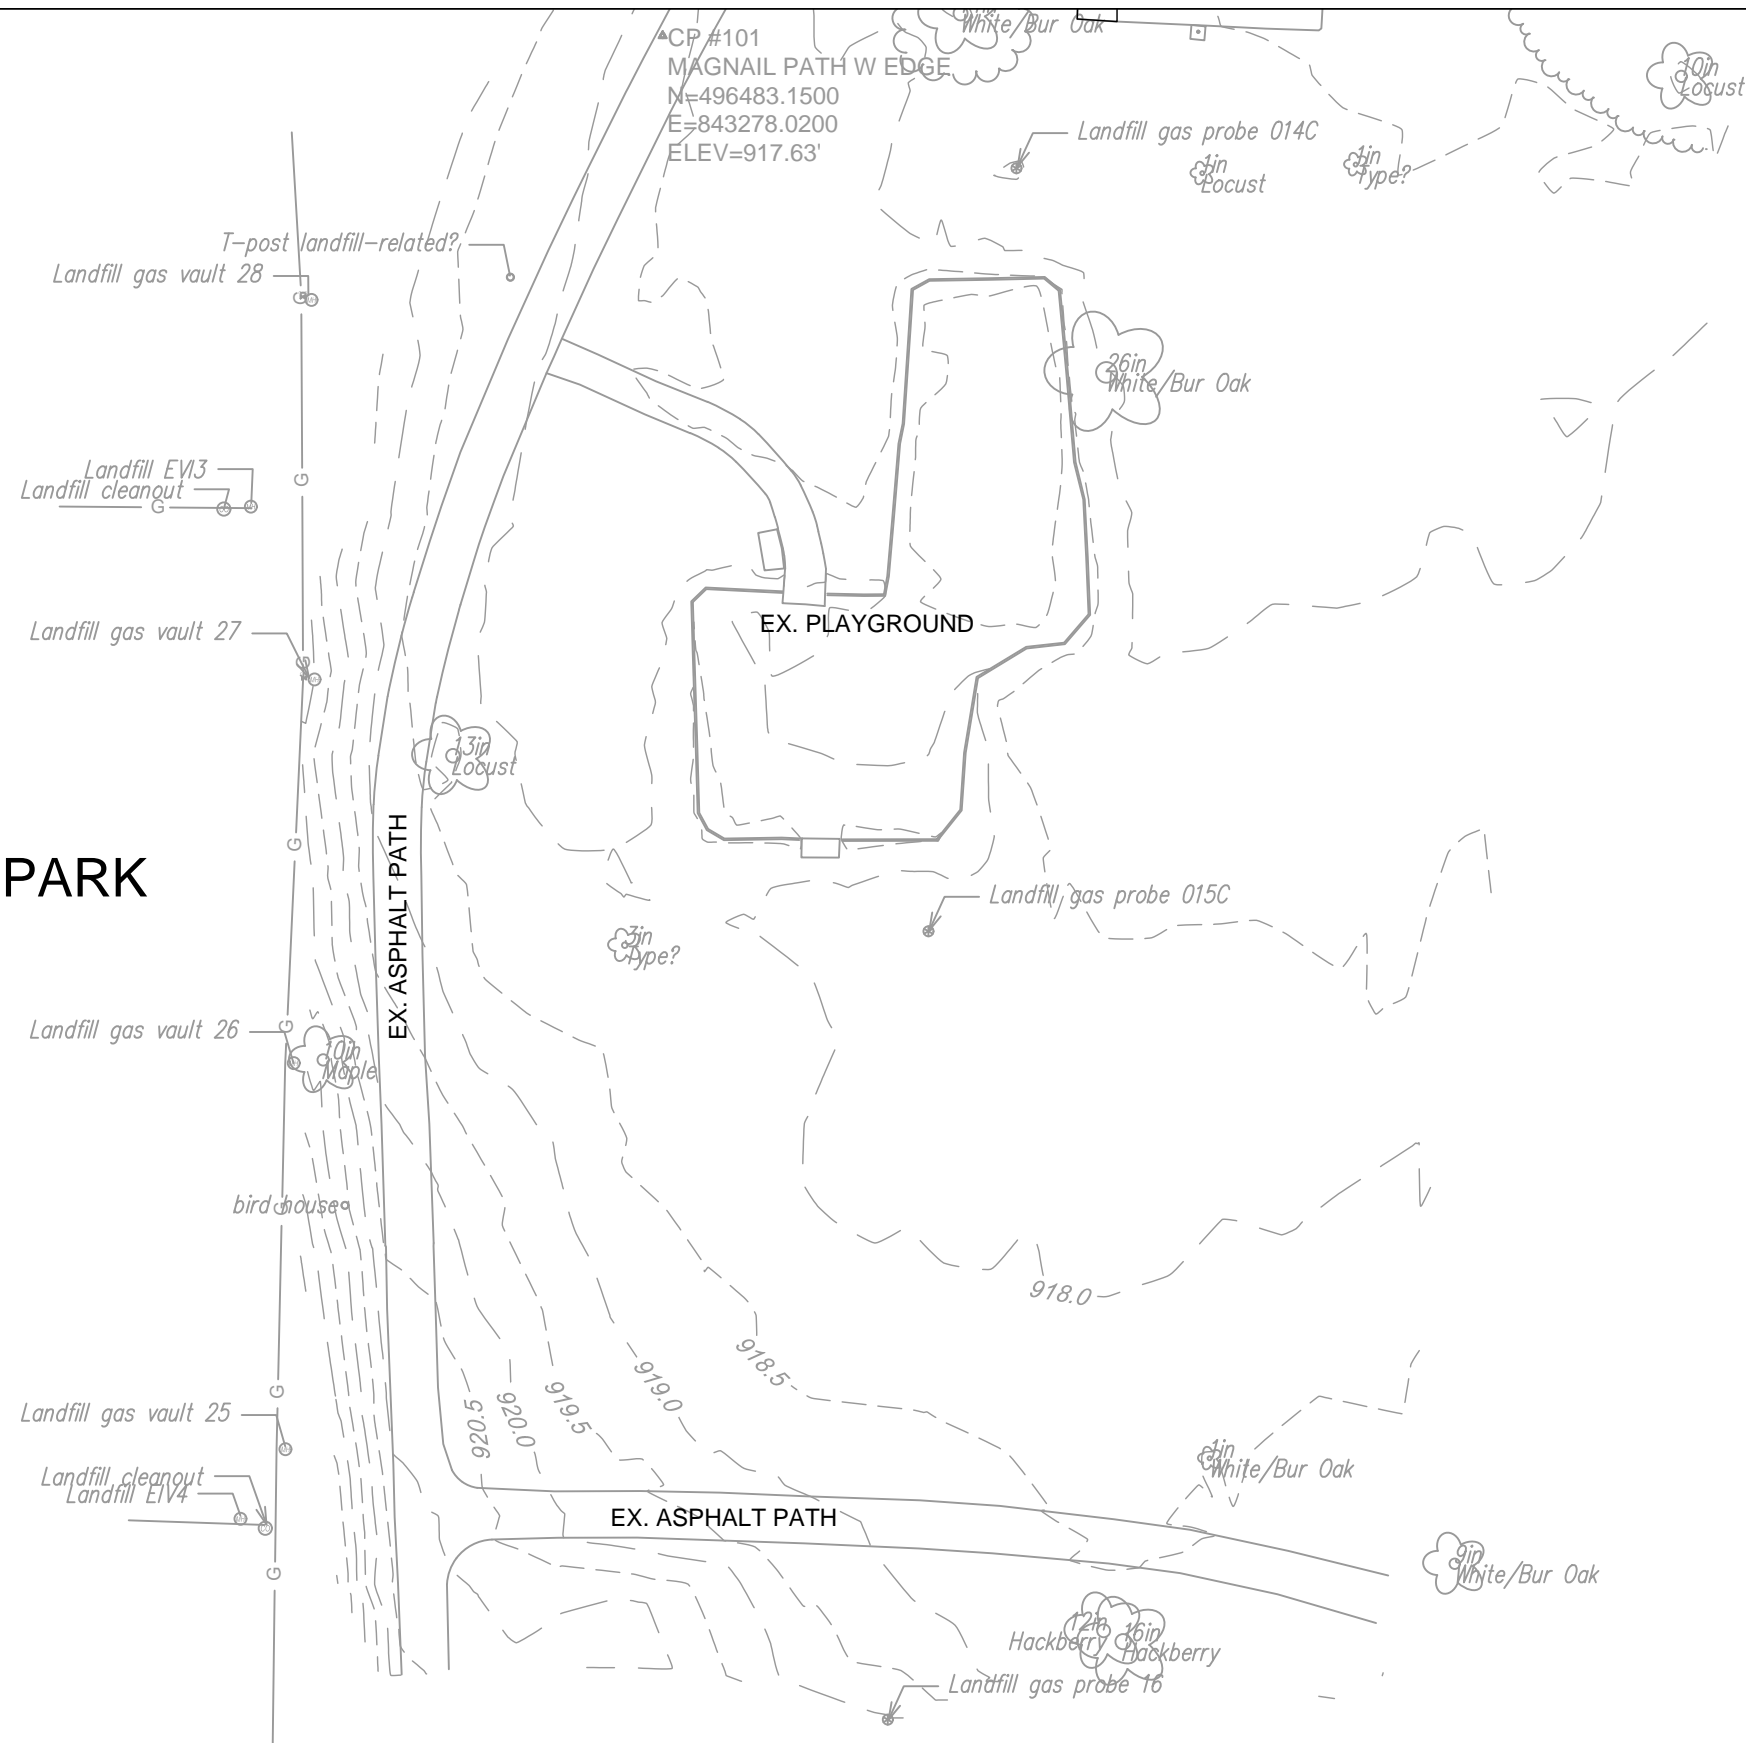 White/Bur Oak
CP #101
MAGNAIL PATH W EDGE
N=496483.1500
E=843278.0200
ELEV=917.63'
10in
Locust
Landfill gas probe 014C
1in
Locust
1in
Type?
T-post landfill-related?
Landfill gas vault 28
G
26in
White/Bur Oak
Landfill EVI3
Landfill cleanout
G
G
EX. PLAYGROUND
Landfill gas vault 27
G
13in
Locust
G
EX. ASPHALT PATH
PARK
Landfill gas probe 015C
3in
Type?
Landfill gas vault 26
G
10in
Maple
bird house
G
918.0
918.5
919.0
919.5
920.0
920.5
G
Landfill gas vault 25
Landfill cleanout
Landfill EIV4
G
1in
White/Bur Oak
EX. ASPHALT PATH
9in
White/Bur Oak
12in
Hackberry
16in
Hackberry
Landfill gas probe 16